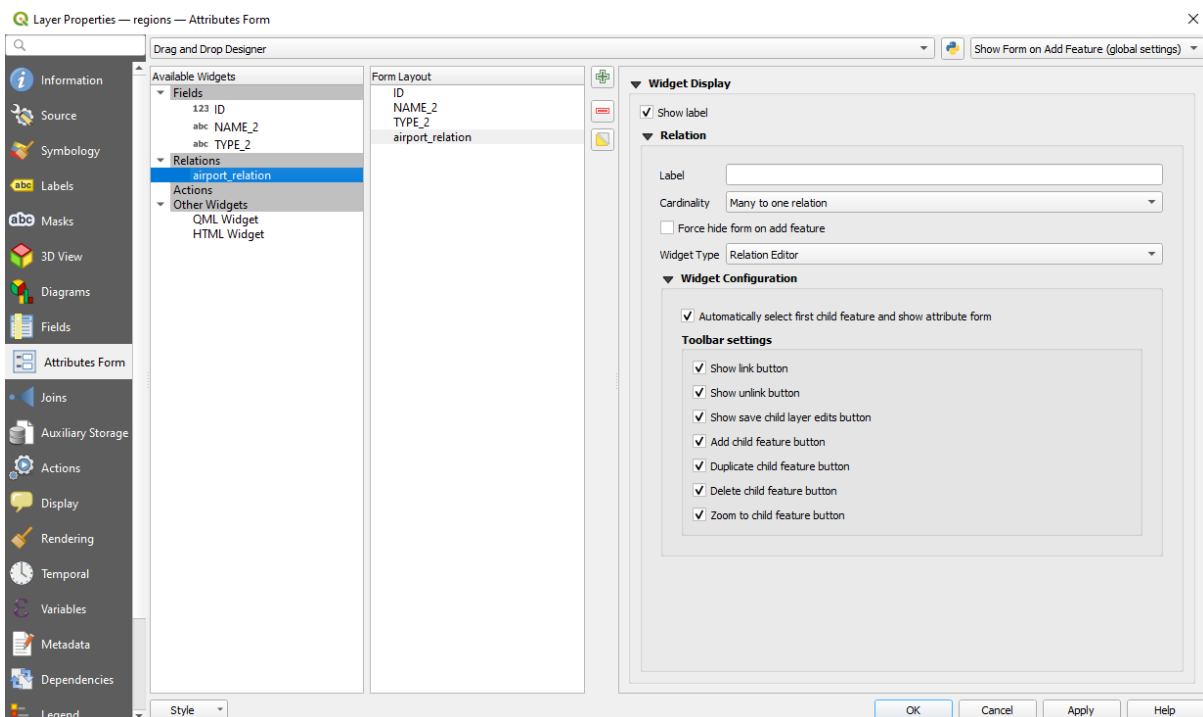 Layer Properties — regions — Attributes Form
Drag and Drop Designer
Show Form on Add Feature (global settings)
Information
Source
Symbology
abc Labels
abc Masks
3D View
Diagrams
Fields
Attributes Form
Joins
Auxiliary Storage
Actions
Display
Rendering
Temporal
Variables
Metadata
Dependencies
Legend
Available Widgets
Fields
123 ID
abc NAME_2
abc TYPE_2
Relations
airport_relation
Actions
Other Widgets
QML Widget
HTML Widget
Form Layout
ID
NAME_2
TYPE_2
airport_relation
Widget Display
Show label
Relation
Label
Cardinality Many to one relation
Force hide form on add feature
Widget Type Relation Editor
Widget Configuration
Automatically select first child feature and show attribute form
Toolbar settings
Show link button
Show unlink button
Show save child layer edits button
Add child feature button
Duplicate child feature button
Delete child feature button
Zoom to child feature button
Style
OK
Cancel
Apply
Help